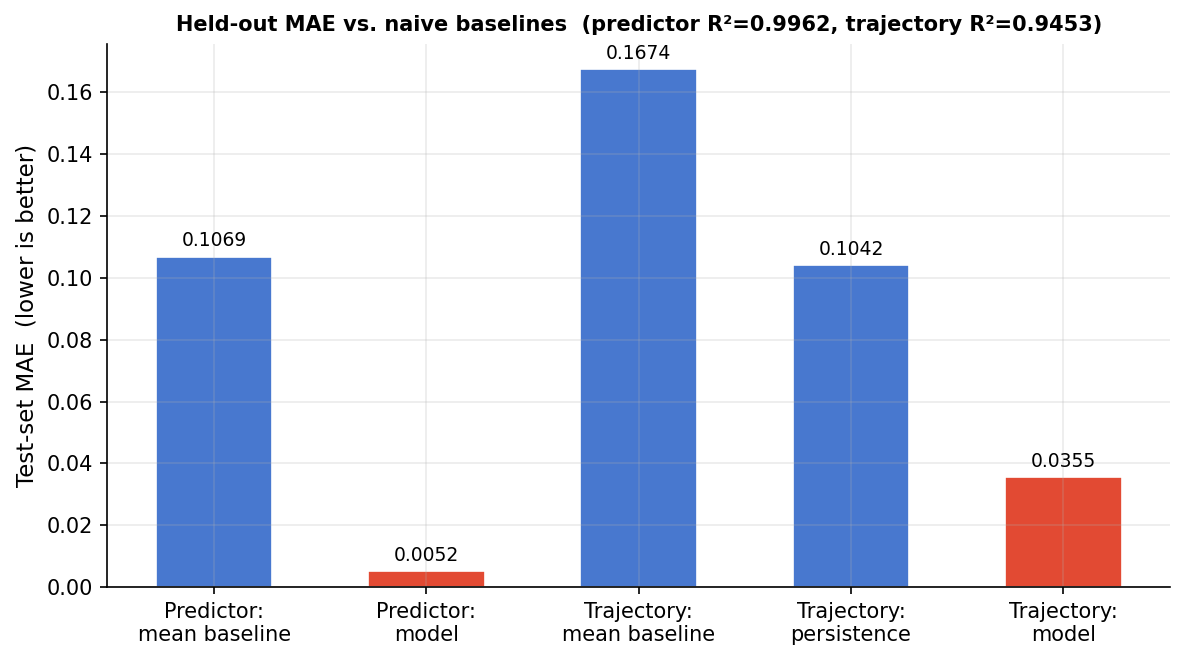 Held-out MAE vs. naive baselines  (predictor R²=0.9962, trajectory R²=0.9453)
Test-set MAE  (lower is better)
0.16
0.14
0.12
0.10
0.08
0.06
0.04
0.02
0.00
0.1069
0.0052
0.1674
0.1042
0.0355
Predictor:
mean baseline
Predictor:
model
Trajectory:
mean baseline
Trajectory:
persistence
Trajectory:
model